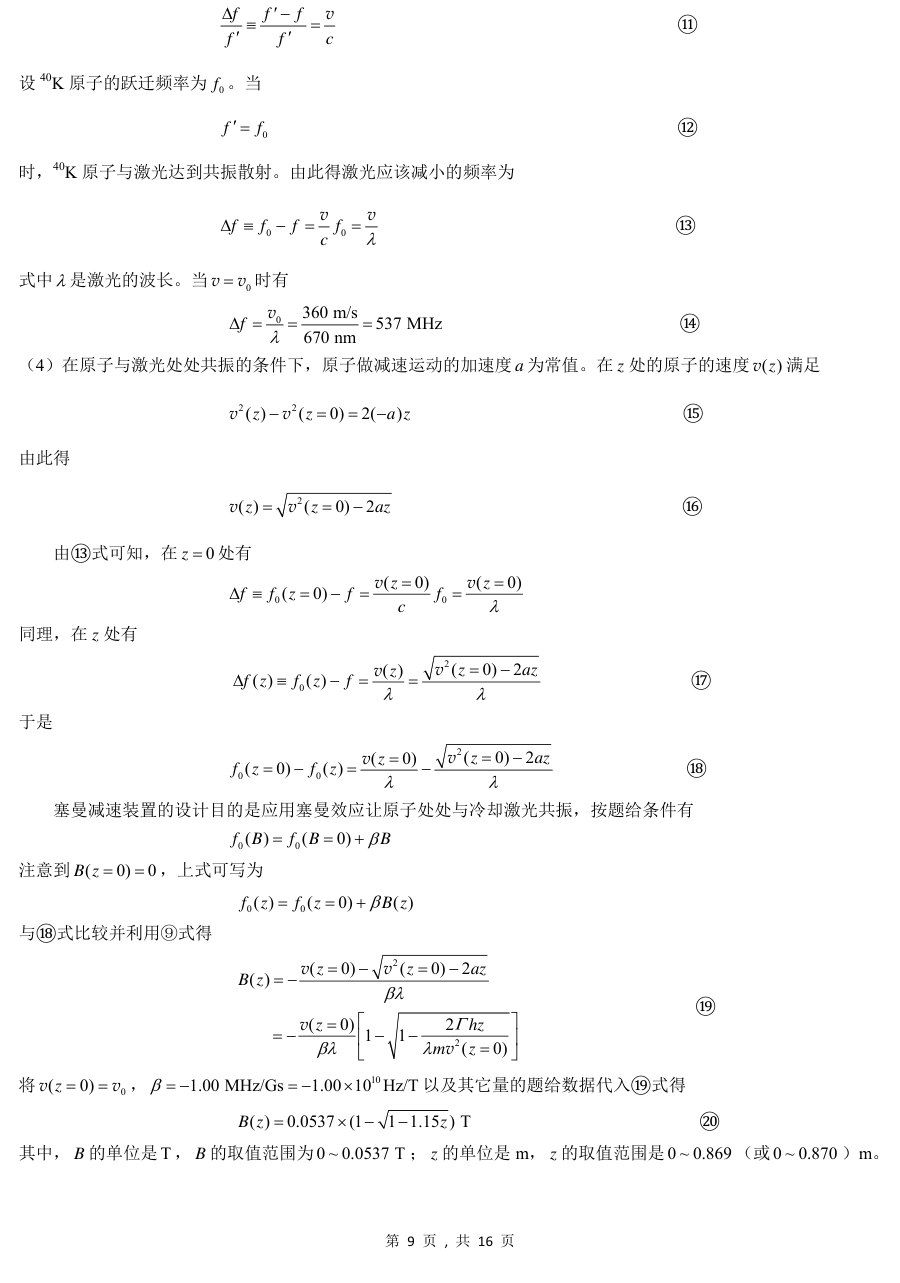 Δf/f′ ≡ (f′ − f)/f′ = v/c ⑪
设 ⁴⁰K 原子的跃迁频率为 f₀ 。当
f′ = f₀ ⑫
时，⁴⁰K 原子与激光达到共振散射。由此得激光应该减小的频率为
Δf ≡ f₀ − f = (v/c) f₀ = v/λ ⑬
式中 λ 是激光的波长。当 v = v₀ 时有
Δf = v₀/λ = 360 m/s / 670 nm = 537 MHz ⑭
（4）在原子与激光处处共振的条件下，原子做减速运动的加速度 a 为常值。在 z 处的原子的速度 v(z) 满足
v²(z) − v²(z = 0) = 2(−a)z ⑮
由此得
v(z) = √(v²(z = 0) − 2az) ⑯
由⑬式可知，在 z = 0 处有
Δf ≡ f₀(z = 0) − f = (v(z = 0)/c) f₀ = v(z = 0)/λ
同理，在 z 处有
Δf(z) ≡ f₀(z) − f = v(z)/λ = √(v²(z = 0) − 2az)/λ ⑰
于是
f₀(z = 0) − f₀(z) = v(z = 0)/λ − √(v²(z = 0) − 2az)/λ ⑱
塞曼减速装置的设计目的是应用塞曼效应让原子处处与冷却激光共振，按题给条件有
f₀(B) = f₀(B = 0) + βB
注意到 B(z = 0) = 0 ，上式可写为
f₀(z) = f₀(z = 0) + βB(z)
与⑱式比较并利用⑨式得
B(z) = −(v(z = 0) − √(v²(z = 0) − 2az))/(βλ)
= −(v(z = 0)/(βλ)) [1 − √(1 − 2Γhz/(λmv²(z = 0)))] ⑲
将 v(z = 0) = v₀ ， β = −1.00 MHz/Gs = −1.00×10¹⁰ Hz/T 以及其它量的题给数据代入⑲式得
B(z) = 0.0537×(1 − √(1 − 1.15z)) T ⑳
其中， B 的单位是 T ， B 的取值范围为 0 ~ 0.0537 T ； z 的单位是 m， z 的取值范围是 0 ~ 0.869 （或 0 ~ 0.870 ）m。
第 9 页 , 共 16 页